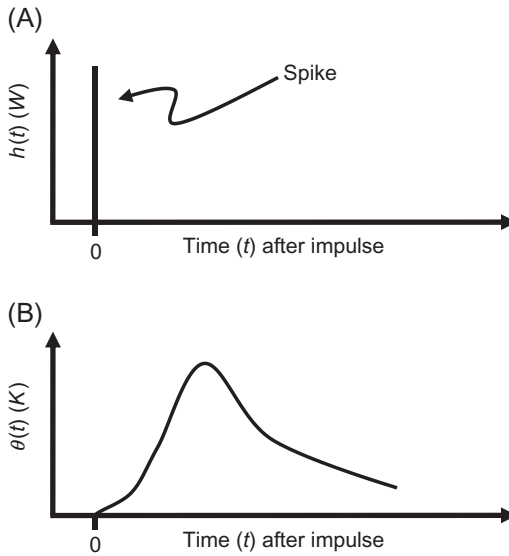 (A)
h(t) (W)
Spike
0
Time (t) after impulse
(B)
θ(t) (K)
0
Time (t) after impulse